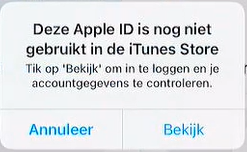 Deze Apple ID is nog niet
gebruikt in de iTunes Store
Tik op 'Bekijk' om in te loggen en je
accountgegevens te controleren.
Annuleer
Bekijk